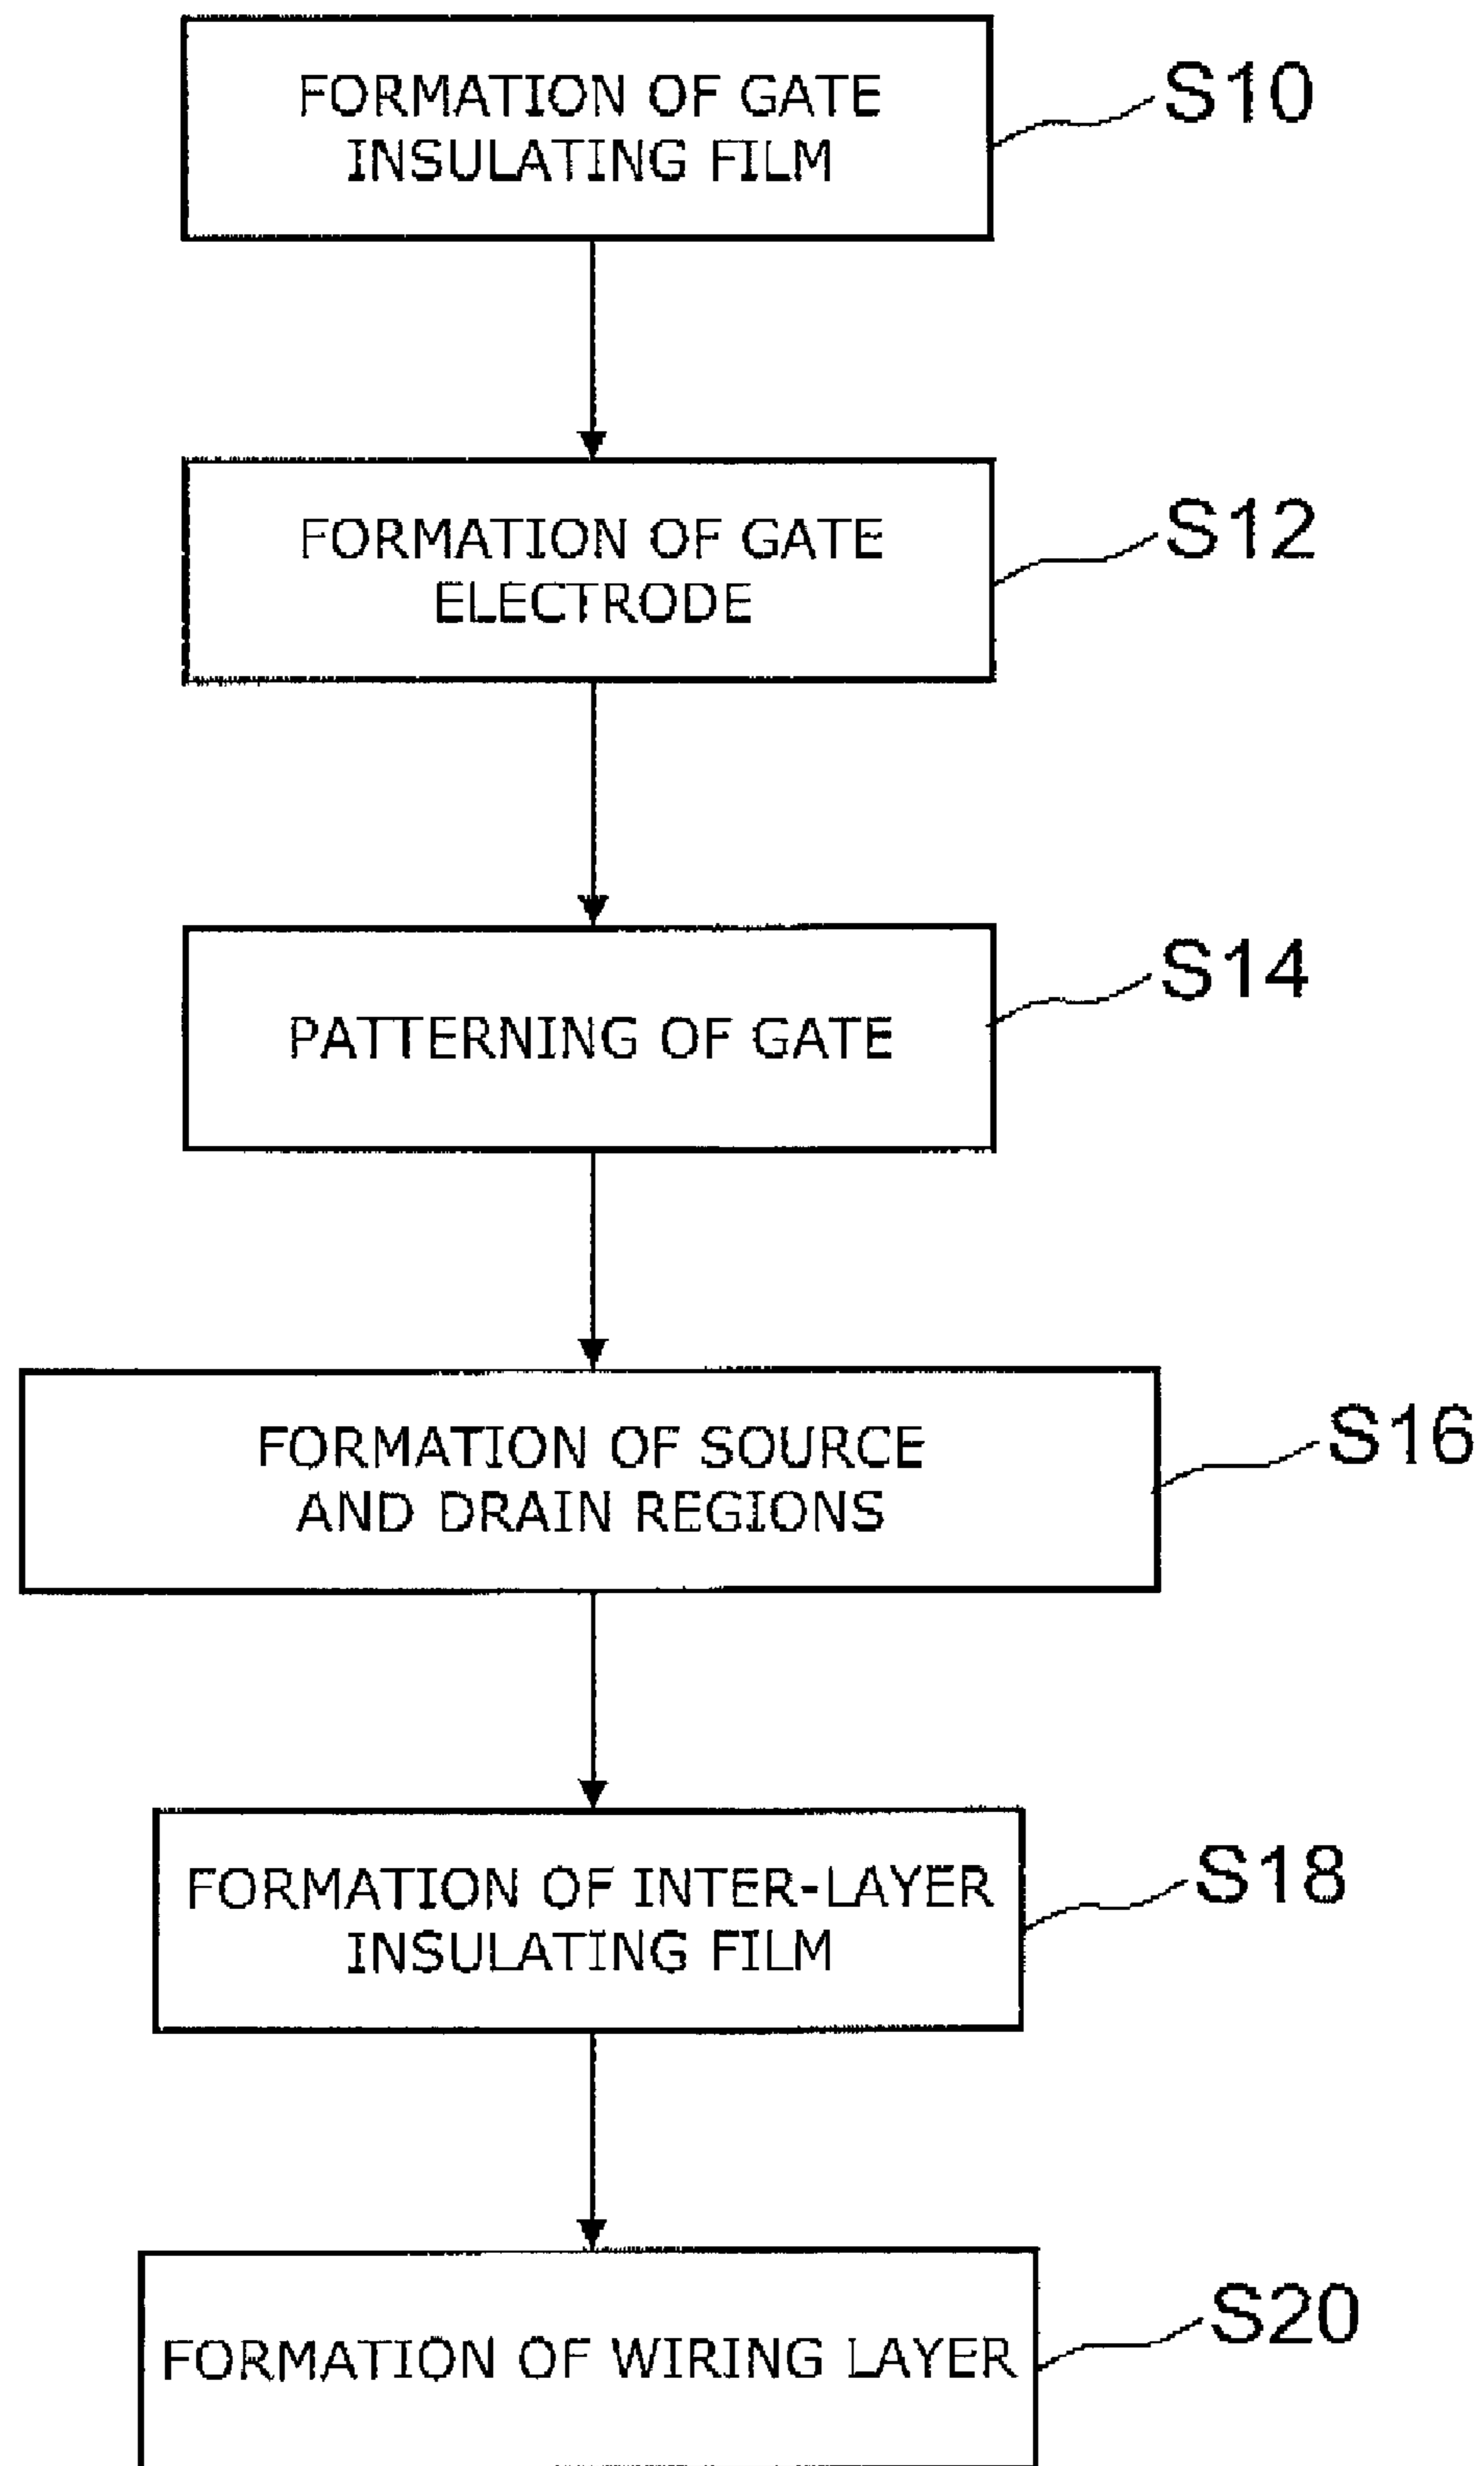 FORMATION OF GATE
INSULATING FILM
S10
FORMATION OF GATE
ELECTRODE
S12
PATTERNING OF GATE
S14
FORMATION OF SOURCE
AND DRAIN REGIONS
S16
FORMATION OF INTER-LAYER
INSULATING FILM
S18
FORMATION OF WIRING LAYER
S20